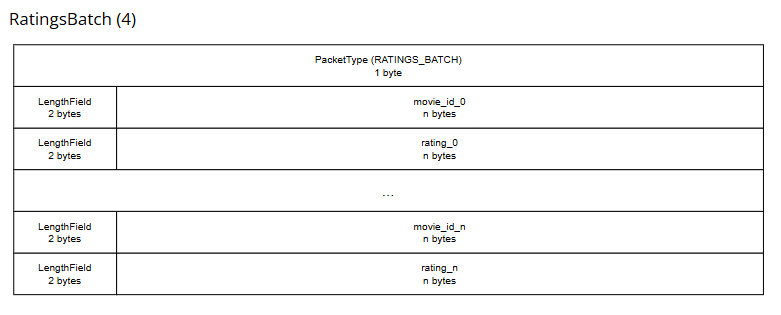 RatingsBatch (4)
PacketType (RATINGS_BATCH)
1 byte
LengthField
2 bytes
movie_id_0
n bytes
LengthField
2 bytes
rating_0
n bytes
...
LengthField
2 bytes
movie_id_n
n bytes
LengthField
2 bytes
rating_n
n bytes